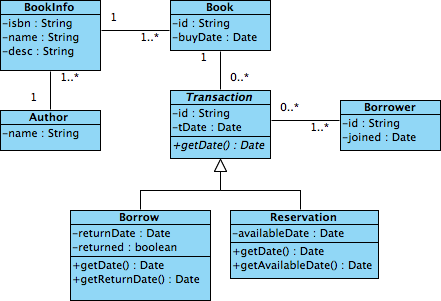 BookInfo
-isbn : String
-name : String
-desc : String
1
1..*
Book
-id : String
-buyDate : Date
1..*
1
Author
-name : String
1
0..*
Transaction
-id : String
-tDate : Date
+getDate() : Date
0..*
1..*
Borrower
-id : String
-joined : Date
Borrow
-returnDate : Date
-returned : boolean
+getDate() : Date
+getReturnDate() : Date
Reservation
-availableDate : Date
+getDate() : Date
+getAvailableDate() : Date